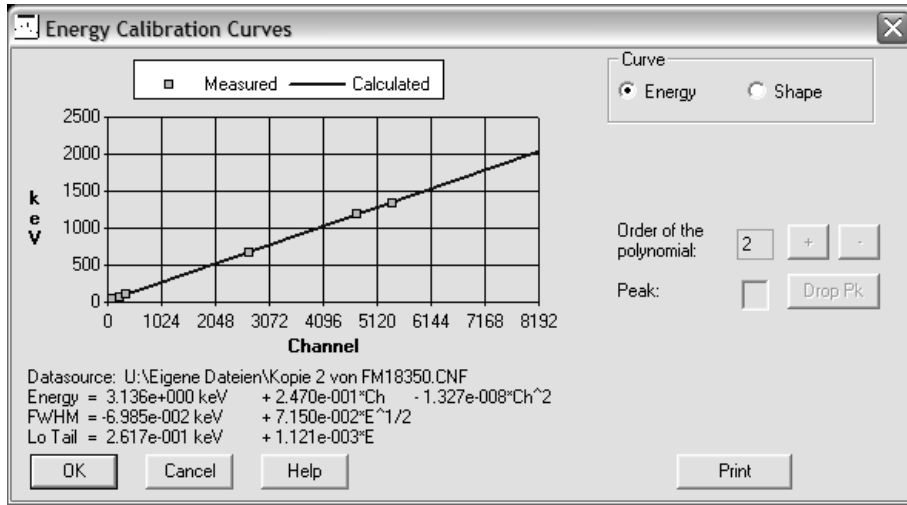 Energy Calibration Curves
Measured Calculated
Curve
Energy Shape
2500
2000
1500
1000
500
0
keV
0 1024 2048 3072 4096 5120 6144 7168 8192
Channel
Order of the
polynomial: 2 + -
Peak: Drop Pk
Datasource: U:\Eigene Dateien\Kopie 2 von FM18350.CNF
Energy = 3.136e+000 keV + 2.470e-001*Ch - 1.327e-008*Ch^2
FWHM = -6.985e-002 keV + 7.150e-002*E^1/2
Lo Tail = 2.617e-001 keV + 1.121e-003*E
OK Cancel Help Print